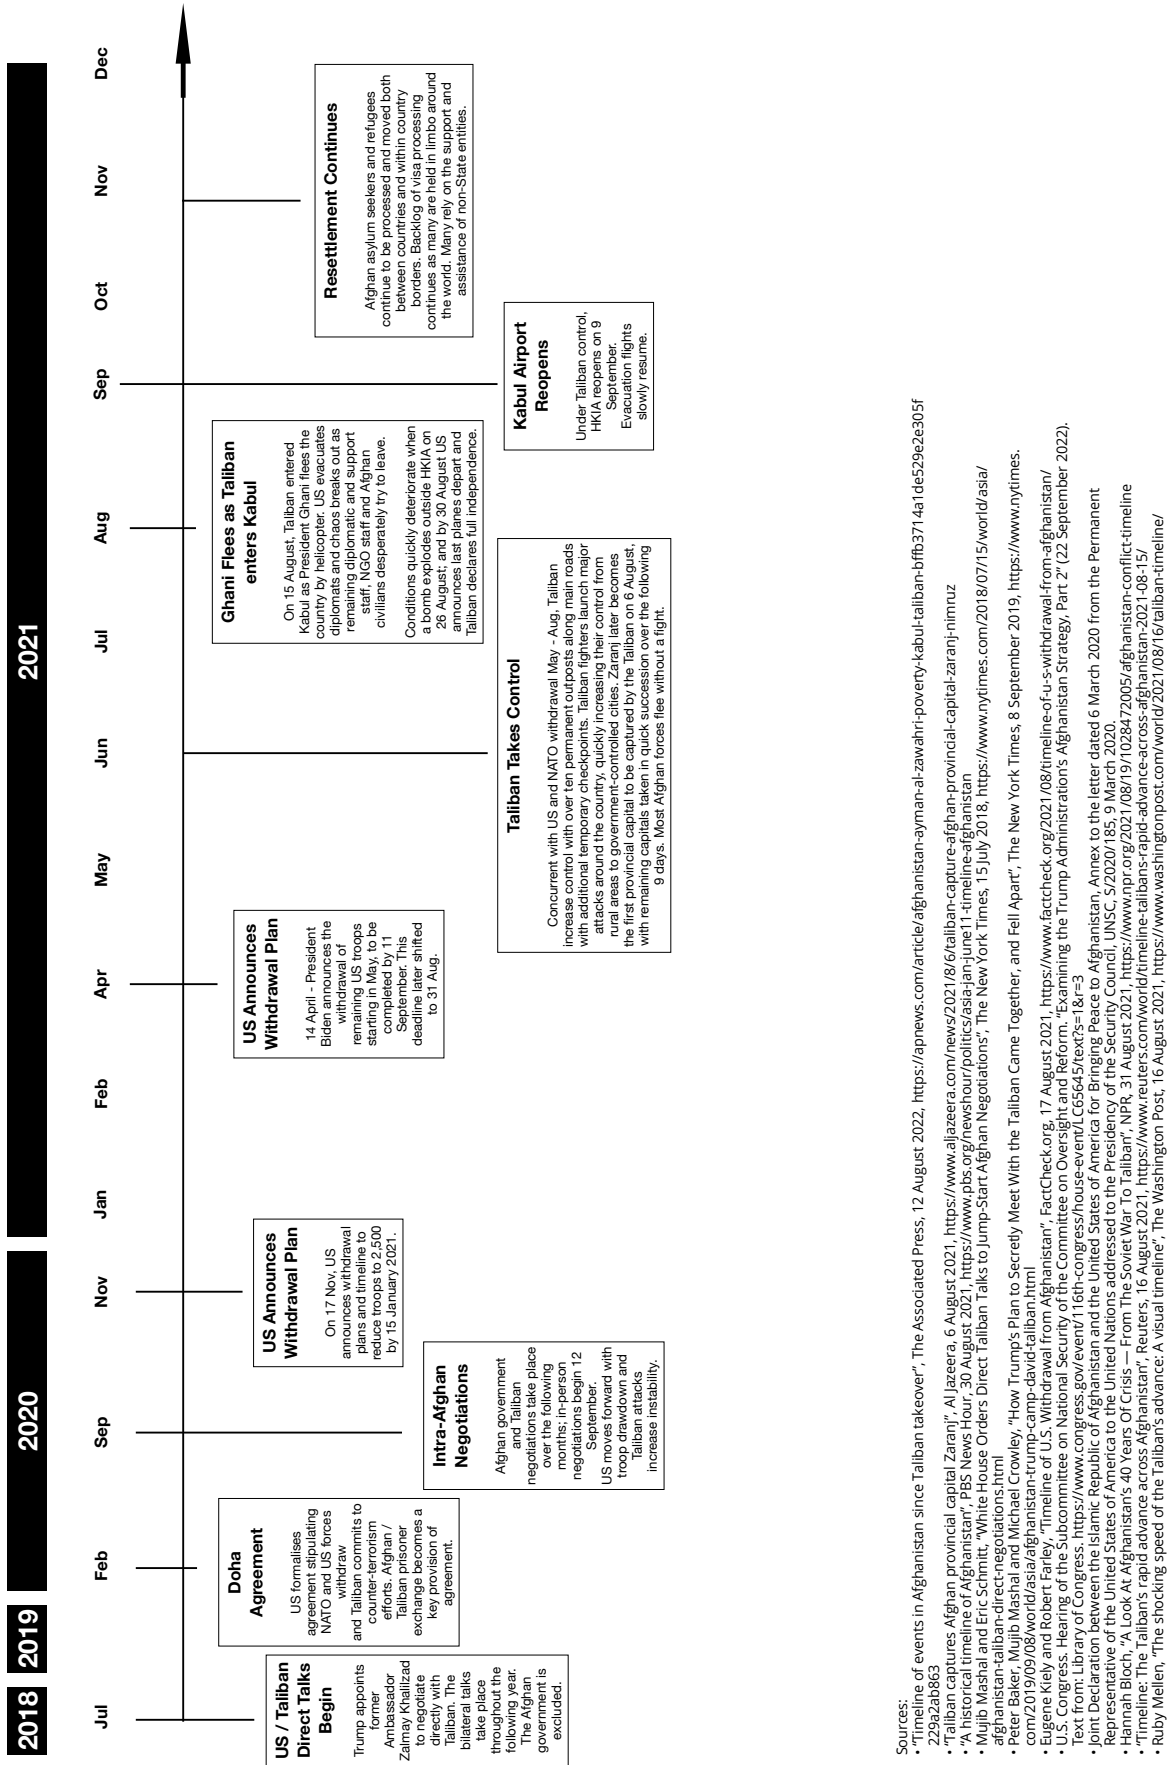 2018 2019 2020 2021
Jul Feb Sep Nov Jan Feb Apr May Jun Jul Aug Sep Oct Nov Dec
US / Taliban
Direct Talks
Begin
Trump appoints
former
Ambassador
Zalmay Khalilzad
to negotiate
directly with
Taliban. The
bilateral talks
take place
throughout the
following year.
The Afghan
government is
excluded.
Doha
Agreement
US formalises
agreement stipulating
NATO and US forces
withdraw
and Taliban commits to
counter-terrorism
efforts. Afghan /
Taliban prisoner
exchange becomes a
key provision of
agreement.
Intra-Afghan
Negotiations
Afghan government
and Taliban
negotiations take place
over the following
months; in-person
negotiations begin 12
September.
US moves forward with
troop drawdown and
Taliban attacks
increase instability.
US Announces
Withdrawal Plan
On 17 Nov, US
announces withdrawal
plans and timeline to
reduce troops to 2,500
by 15 January 2021.
US Announces
Withdrawal Plan
14 April - President
Biden announces the
withdrawal of
remaining US troops
starting in May, to be
completed by 11
September. This
deadline later shifted
to 31 Aug.
Taliban Takes Control
Concurrent with US and NATO withdrawal May - Aug, Taliban
increase control with over ten permanent outposts along main roads
with additional temporary checkpoints. Taliban fighters launch major
attacks around the country, quickly increasing their control from
rural areas to government-controlled cities. Zaranj later becomes
the first provincial capital to be captured by the Taliban on 6 August,
with remaining capitals taken in quick succession over the following
9 days. Most Afghan forces flee without a fight.
Ghani Flees as Taliban
enters Kabul
On 15 August, Taliban entered
Kabul as President Ghani flees the
country by helicopter. US evacuates
diplomats and chaos breaks out as
remaining diplomatic and support
staff, NGO staff and Afghan
civilians desperately try to leave.
Conditions quickly deteriorate when
a bomb explodes outside HKIA on
26 August; and by 30 August US
announces last planes depart and
Taliban declares full independence.
Kabul Airport
Reopens
Under Taliban control,
HKIA reopens on 9
September.
Evacuation flights
slowly resume.
Resettlement Continues
Afghan asylum seekers and refugees
continue to be processed and moved both
between countries and within country
borders. Backlog of visa processing
continues as many are held in limbo around
the world. Many rely on the support and
assistance of non-State entities.
Sources:
• “Timeline of events in Afghanistan since Taliban takeover”, The Associated Press, 12 August 2022, https://apnews.com/article/afghanistan-ayman-al-zawahri-poverty-kabul-taliban-bffb3714a1de529e2e305f
229a2ab863
• “Taliban captures Afghan provincial capital Zaranj”, Al Jazeera, 6 August 2021, https://www.aljazeera.com/news/2021/8/6/taliban-capture-afghan-provincial-capital-zaranj-nimruz
• “A historical timeline of Afghanistan”, PBS News Hour, 30 August 2021, https://www.pbs.org/newshour/politics/asia-jan-june11-timeline-afghanistan
• Mujib Mashal and Eric Schmitt, “White House Orders Direct Taliban Talks to Jump-Start Afghan Negotiations”, The New York Times, 15 July 2018, https://www.nytimes.com/2018/07/15/world/asia/
afghanistan-taliban-direct-negotiations.html
• Peter Baker, Mujib Mashal and Michael Crowley, “How Trump’s Plan to Secretly Meet With the Taliban Came Together, and Fell Apart”, The New York Times, 8 September 2019, https://www.nytimes.
com/2019/09/08/world/asia/afghanistan-trump-camp-david-taliban.html
• Eugene Kiely and Robert Farley, “Timeline of U.S. Withdrawal from Afghanistan”, FactCheck.org, 17 August 2021, https://www.factcheck.org/2021/08/timeline-of-u-s-withdrawal-from-afghanistan/
• U.S. Congress. Hearing of the Subcommittee on National Security of the Committee on Oversight and Reform. “Examining the Trump Administration’s Afghanistan Strategy, Part 2” (22 September 2022).
Text from: Library of Congress. https://www.congress.gov/event/116th-congress/house-event/LC65645/text?s=1&r=3
• Joint Declaration between the Islamic Republic of Afghanistan and the United States of America for Bringing Peace to Afghanistan, Annex to the letter dated 6 March 2020 from the Permanent
Representative of the United States of America to the United Nations addressed to the Presidency of the Security Council, UNSC, S/2020/185, 9 March 2020.
• Hannah Bloch, “A Look At Afghanistan’s 40 Years Of Crisis — From The Soviet War To Taliban”, NPR, 31 August 2021, https://www.npr.org/2021/08/19/1028472005/afghanistan-conflict-timeline
• “Timeline: The Taliban’s rapid advance across Afghanistan”, Reuters, 16 August 2021, https://www.reuters.com/world/timeline-talibans-rapid-advance-across-afghanistan-2021-08-15/
• Ruby Mellen, “The shocking speed of the Taliban’s advance: A visual timeline”, The Washington Post, 16 August 2021, https://www.washingtonpost.com/world/2021/08/16/taliban-timeline/